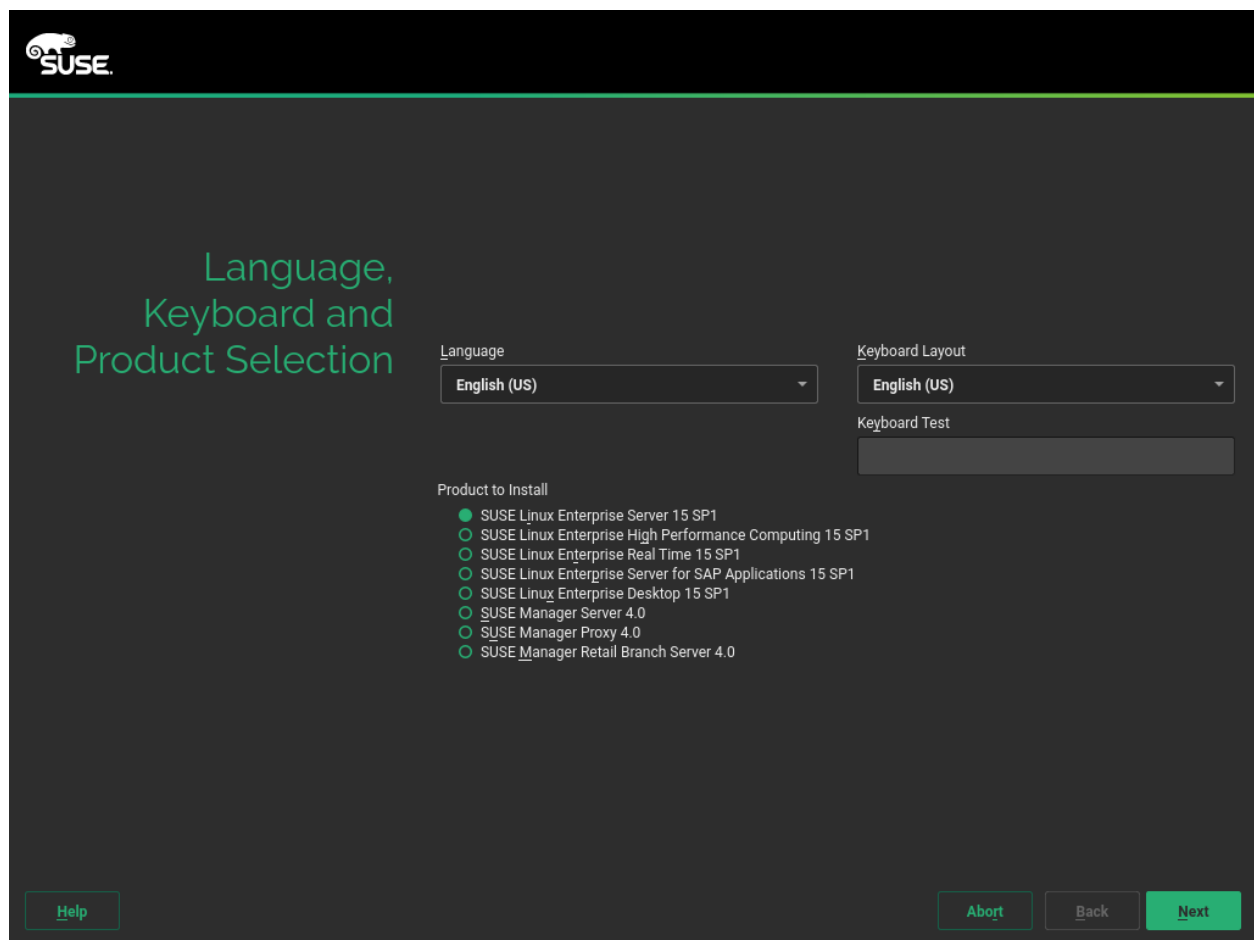 SUSE.
Language,
Keyboard and
Product Selection
Language
Keyboard Layout
English (US)
English (US)
Keyboard Test
Product to Install
SUSE Linux Enterprise Server 15 SP1
SUSE Linux Enterprise High Performance Computing 15 SP1
SUSE Linux Enterprise Real Time 15 SP1
SUSE Linux Enterprise Server for SAP Applications 15 SP1
SUSE Linux Enterprise Desktop 15 SP1
SUSE Manager Server 4.0
SUSE Manager Proxy 4.0
SUSE Manager Retail Branch Server 4.0
Help
Abort
Back
Next